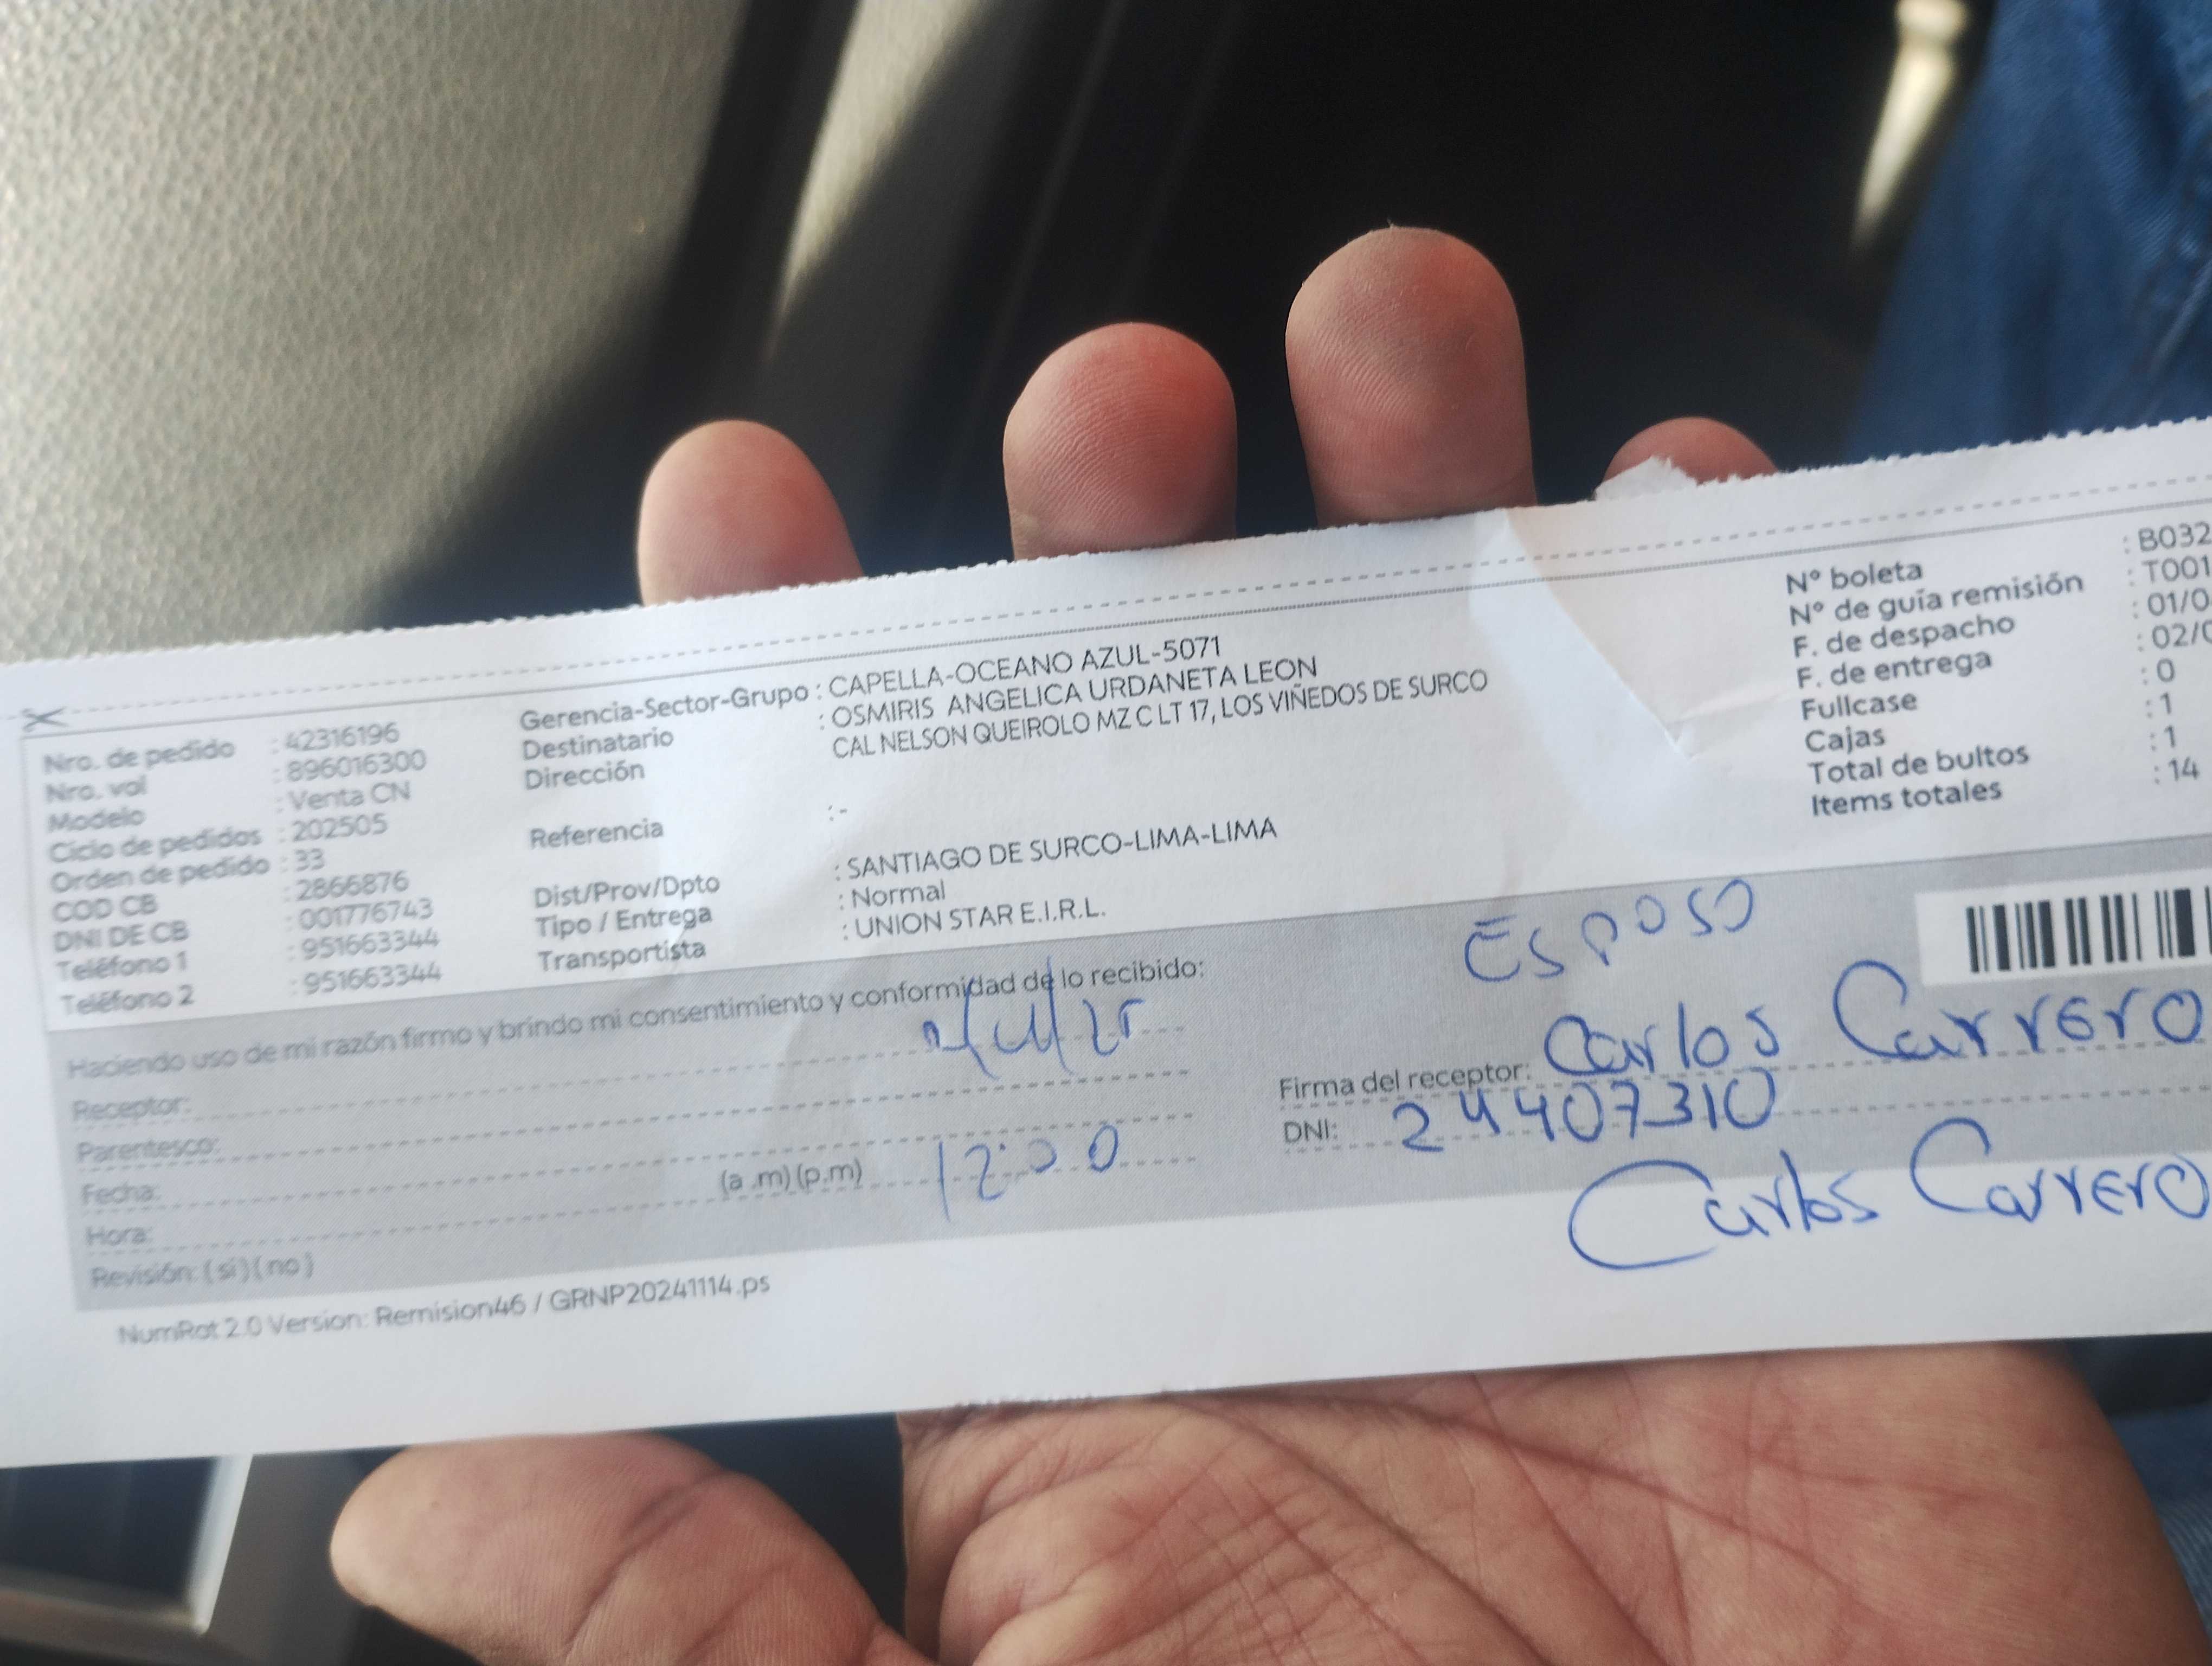 Nro. de pedido : 42316196
Nro. vol : 896016300
Modelo : Venta CN
Ciclo de pedidos : 202505
Orden de pedido : 33
COD CB : 2866876
DNI DE CB : 001776743
Teléfono 1 : 951663344
Teléfono 2 : 951663344
Gerencia-Sector-Grupo : CAPELLA-OCEANO AZUL-5071
Destinatario : OSMIRIS ANGELICA URDANETA LEON
Dirección CAL NELSON QUEIROLO MZ C LT 17, LOS VIÑEDOS DE SURCO
Referencia :-
Dist/Prov/Dpto : SANTIAGO DE SURCO-LIMA-LIMA
Tipo / Entrega : Normal
Transportista : UNION STAR E.I.R.L.
N° boleta : B032
N° de guía remisión : T001
F. de despacho : 01/0
F. de entrega : 02/0
Fullcase : 0
Cajas : 1
Total de bultos : 1
Items totales : 14
Haciendo uso de mi razón firmo y brindo mi consentimiento y conformidad de lo recibido:
Receptor:
Parentesco:
Fecha:
Hora: (a .m) (p.m) 12:00
Revisión: ( si ) ( no )
ESPOSO
Firma del receptor: Carlos Carrero
DNI: 24407310
Carlos Carrero
NumRot 2.0 Version: Remision46 / GRNP20241114.ps